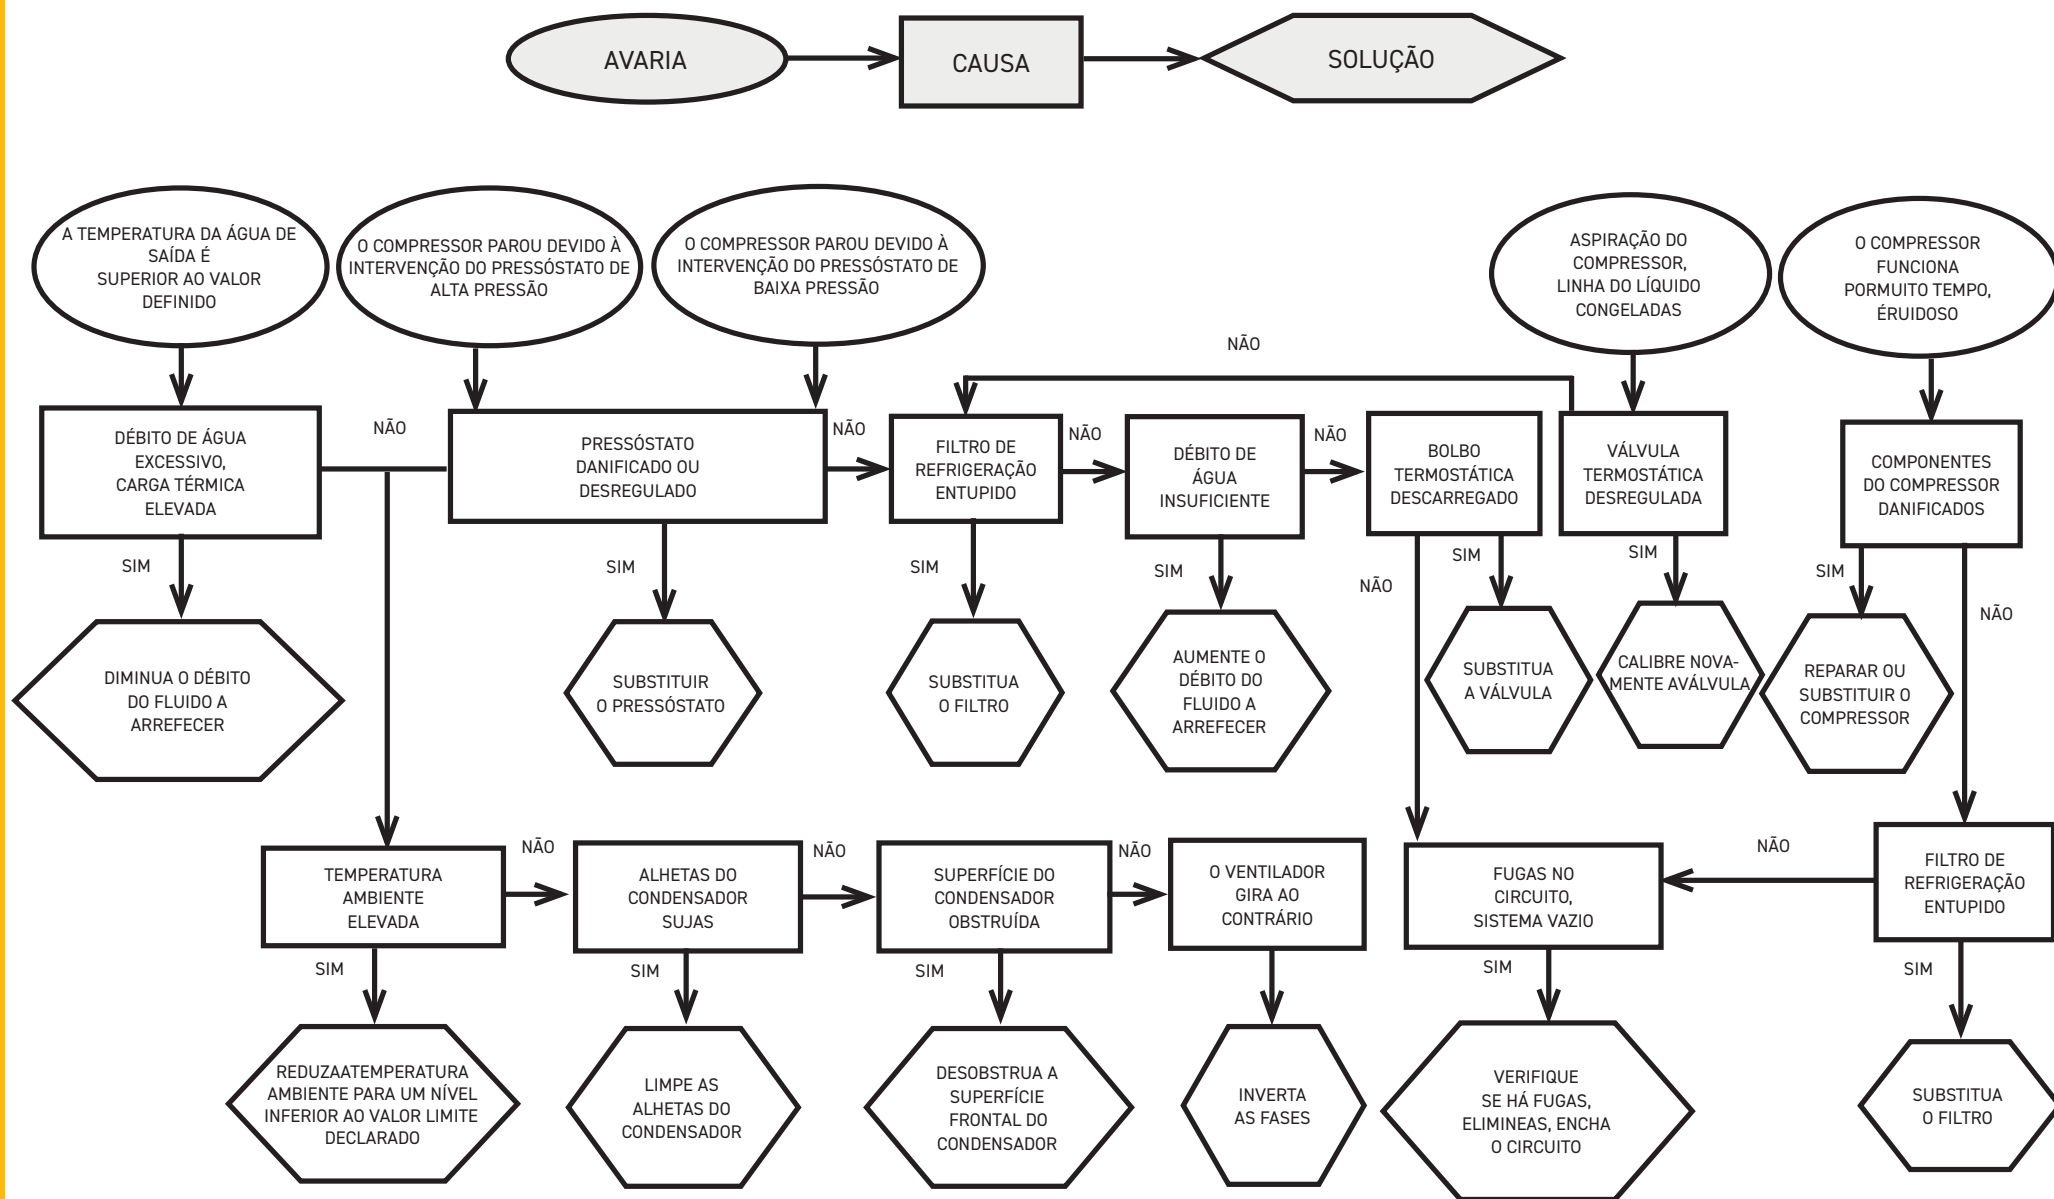 AVARIA
CAUSA
SOLUÇÃO
A TEMPERATURA DA ÁGUA DE
SAÍDA É
SUPERIOR AO VALOR
DEFINIDO
O COMPRESSOR PAROU DEVIDO À
INTERVENÇÃO DO PRESSÓSTATO DE
ALTA PRESSÃO
O COMPRESSOR PAROU DEVIDO À
INTERVENÇÃO DO PRESSÓSTATO DE
BAIXA PRESSÃO
ASPIRAÇÃO DO
COMPRESSOR,
LINHA DO LÍQUIDO
CONGELADAS
O COMPRESSOR
FUNCIONA
PORMUITO TEMPO,
ÉRUIDOSO
NÃO
DÉBITO DE ÁGUA
EXCESSIVO,
CARGA TÉRMICA
ELEVADA
NÃO
PRESSÓSTATO
DANIFICADO OU
DESREGULADO
NÃO
FILTRO DE
REFRIGERAÇÃO
ENTUPIDO
NÃO
DÉBITO DE
ÁGUA
INSUFICIENTE
NÃO
BOLBO
TERMOSTÁTICA
DESCARREGADO
VÁLVULA
TERMOSTÁTICA
DESREGULADA
COMPONENTES
DO COMPRESSOR
DANIFICADOS
SIM
SIM
SIM
SIM
NÃO
SIM
SIM
SIM
NÃO
DIMINUA O DÉBITO
DO FLUIDO A
ARREFECER
SUBSTITUIR
O PRESSÓSTATO
SUBSTITUA
O FILTRO
AUMENTE O
DÉBITO DO
FLUIDO A
ARREFECER
SUBSTITUA
A VÁLVULA
CALIBRE NOVA-
MENTE AVÁLVULA
REPARAR OU
SUBSTITUIR O
COMPRESSOR
TEMPERATURA
AMBIENTE
ELEVADA
NÃO
ALHETAS DO
CONDENSADOR
SUJAS
NÃO
SUPERFÍCIE DO
CONDENSADOR
OBSTRUÍDA
NÃO
O VENTILADOR
GIRA AO
CONTRÁRIO
FUGAS NO
CIRCUITO,
SISTEMA VAZIO
NÃO
FILTRO DE
REFRIGERAÇÃO
ENTUPIDO
SIM
SIM
SIM
SIM
SIM
REDUZAATEMPERATURA
AMBIENTE PARA UM NÍVEL
INFERIOR AO VALOR LIMITE
DECLARADO
LIMPE AS
ALHETAS DO
CONDENSADOR
DESOBSTRUA A
SUPERFÍCIE
FRONTAL DO
CONDENSADOR
INVERTA
AS FASES
VERIFIQUE
SE HÁ FUGAS,
ELIMINEAS, ENCHA
O CIRCUITO
SUBSTITUA
O FILTRO